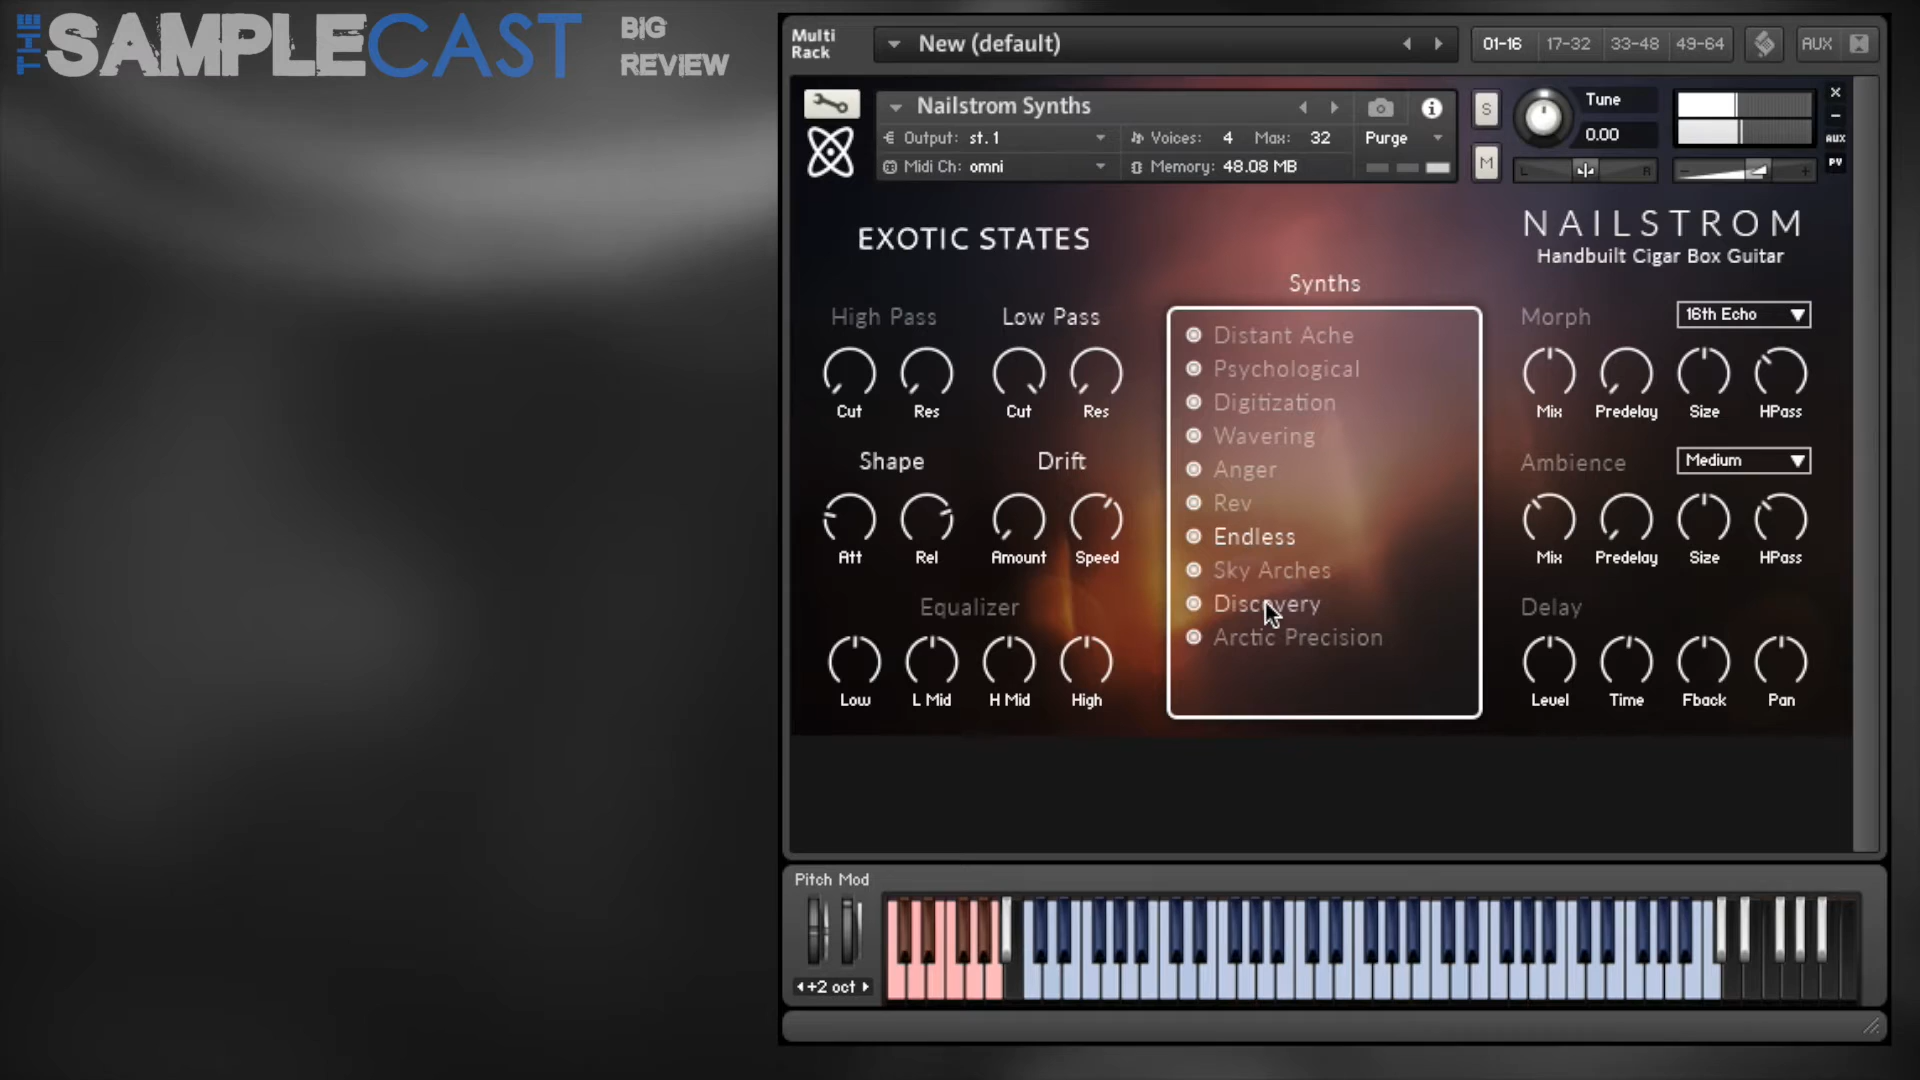 THE SAMPLECAST
BIG
REVIEW
Multi
Rack
New (default)
01-16 17-32 33-48 49-64 AUX
Nailstrom Synths
Output: st.1 Voices: 4 Max: 32 Purge
Midi Ch: omni Memory: 48.08 MB
S
M
Tune
0.00
L R
AUX
PV
EXOTIC STATES
NAILSTROM
Handbuilt Cigar Box Guitar
Synths
High Pass Low Pass
Cut Res Cut Res
Shape Drift
Att Rel Amount Speed
Equalizer
Low L Mid H Mid High
Distant Ache
Psychological
Digitization
Wavering
Anger
Rev
Endless
Sky Arches
Discovery
Arctic Precision
Morph 16th Echo
Mix Predelay Size HPass
Ambience Medium
Mix Predelay Size HPass
Delay
Level Time Fback Pan
Pitch Mod
+2 oct